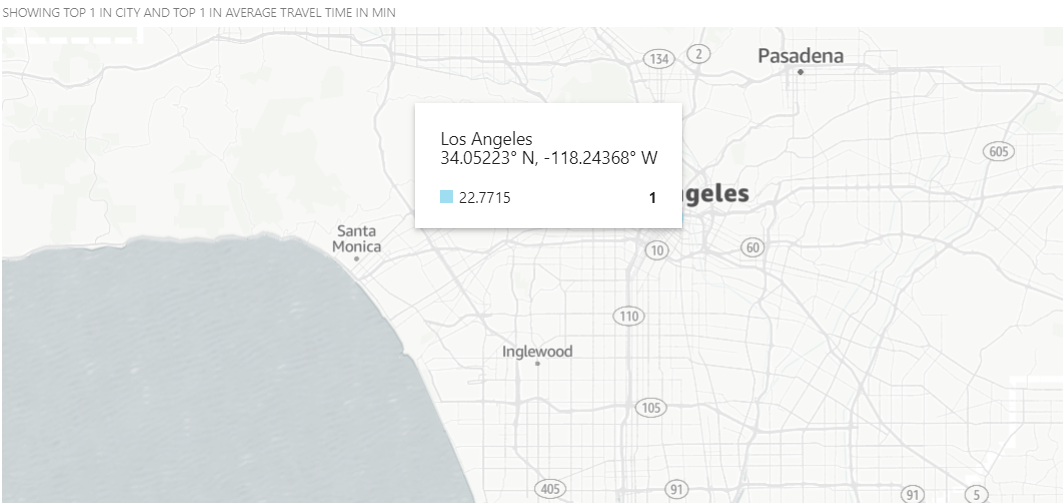 SHOWING TOP 1 IN CITY AND TOP 1 IN AVERAGE TRAVEL TIME IN MIN
134
2
Pasadena
Los Angeles
34.05223° N, -118.24368° W
605
22.7715 1
geles
Santa
Monica
10
60
110
Inglewood
105
405
91
91
5